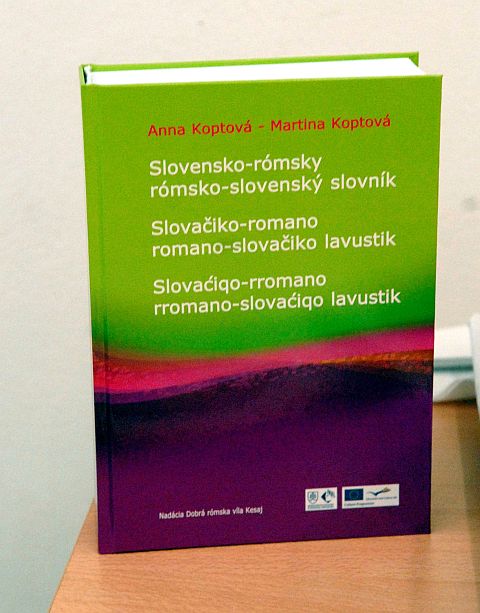 Anna Koptová - Martina Koptová
Slovensko-rómsky
rómsko-slovenský slovník
Slovačiko-romano
romano-slovačiko lavustik
Slovaćiqo-rromano
rromano-slovaćiqo lavustik
Nadácia Dobrá rómska víla Kesaj